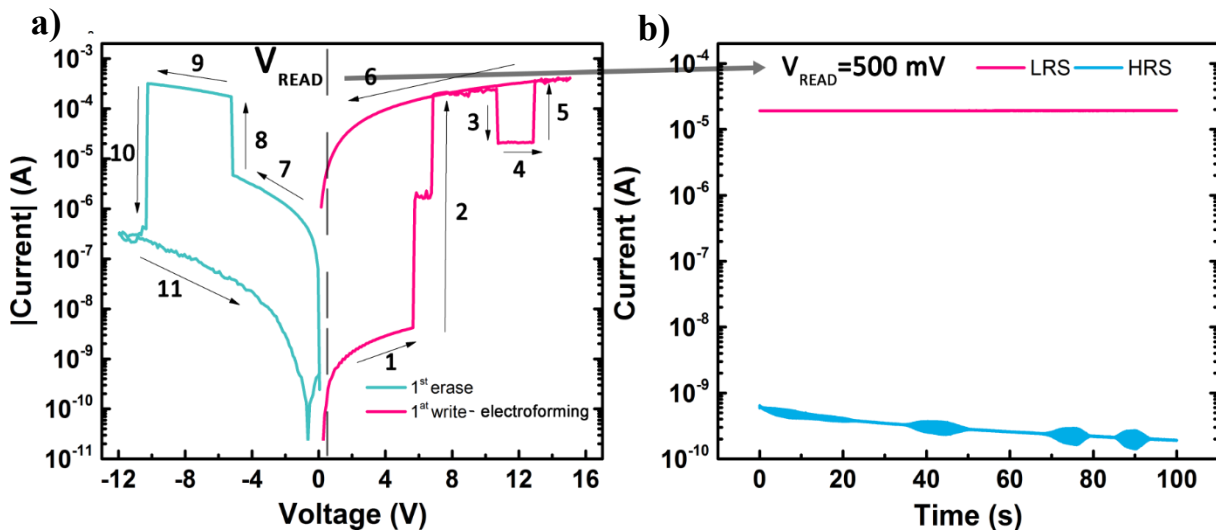 a)
V READ
|Current| (A)
10⁻³
10⁻⁴
10⁻⁵
10⁻⁶
10⁻⁷
10⁻⁸
10⁻⁹
10⁻¹⁰
10⁻¹¹
9
6
10
8
7
3
5
4
2
11
1
1ˢᵗ erase
1ᵃᵗ write - electroforming
-12 -8 -4 0 4 8 12 16
Voltage (V)
b)
V READ=500 mV
LRS HRS
Current (A)
10⁻⁴
10⁻⁵
10⁻⁶
10⁻⁷
10⁻⁸
10⁻⁹
10⁻¹⁰
0 20 40 60 80 100
Time (s)